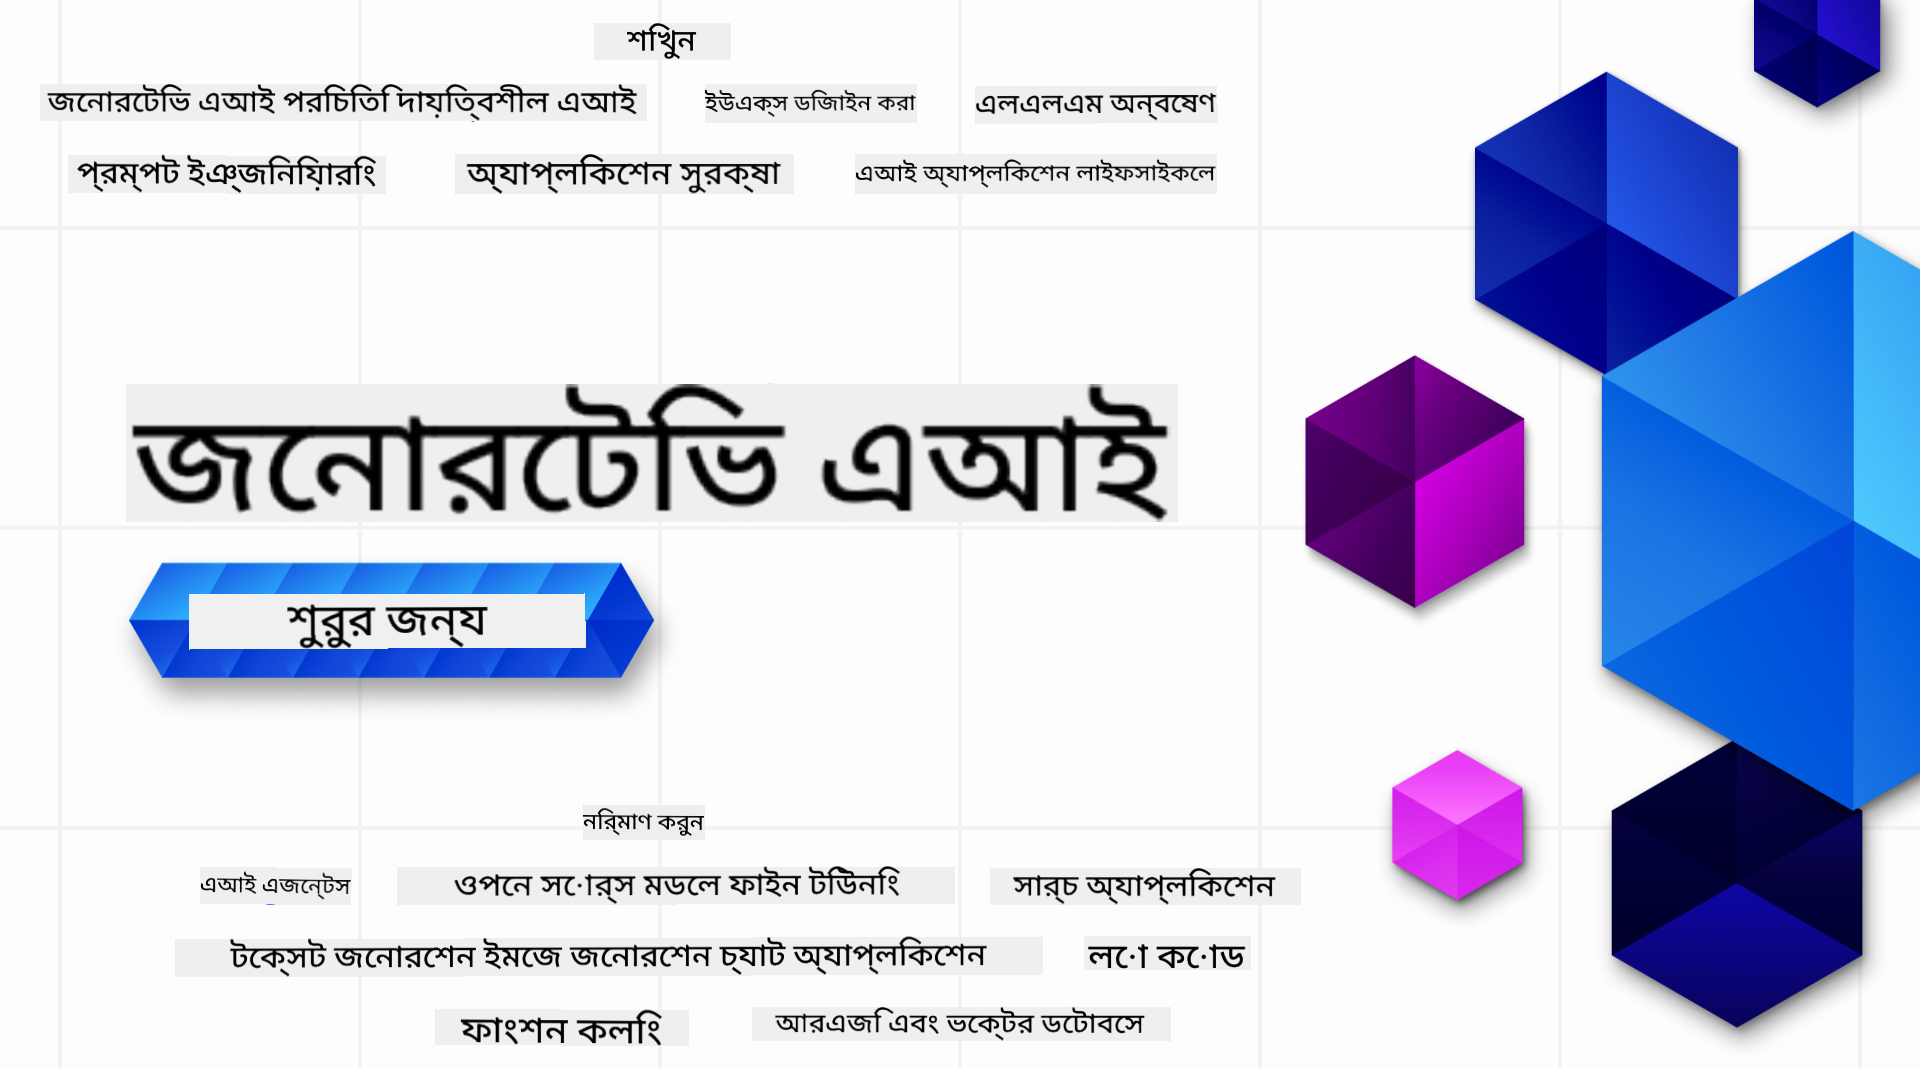 শিখুন
জেনারেটিভ এআই পরিচিতি দায়িত্বশীল এআই
ইউএক্স ডিজাইন করা
এলএলএম অন্বেষণ
প্রম্পট ইঞ্জিনিয়ারিং
অ্যাপ্লিকেশন সুরক্ষা
এআই অ্যাপ্লিকেশন লাইফসাইকেল
জেনারেটিভ এআই
শুরুর জন্য
নির্মাণ করুন
এআই এজেন্টস
ওপেন সোর্স মডেল ফাইন টিউনিং
সার্চ অ্যাপ্লিকেশন
টেক্সট জেনারেশন ইমেজ জেনারেশন চ্যাট অ্যাপ্লিকেশন
লো কোড
ফাংশন কলিং
আরএজি এবং ভেক্টর ডেটাবেস